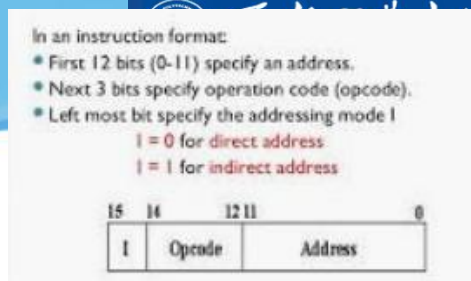 In an instruction format:
• First 12 bits (0-11) specify an address.
• Next 3 bits specify operation code (opcode).
• Left most bit specify the addressing mode I
I = 0 for direct address
I = 1 for indirect address
15 14 12 11 0
I Opcode Address